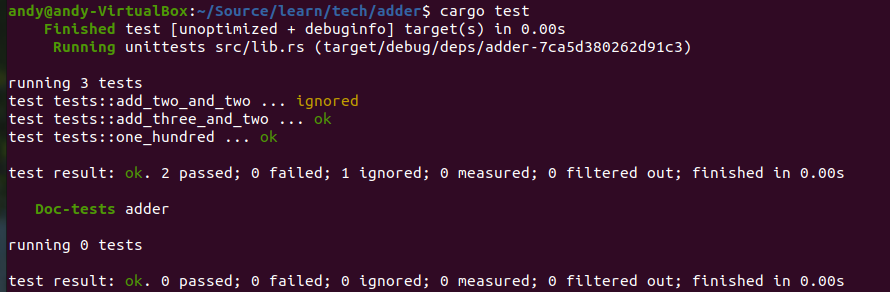 andy@andy-VirtualBox:~/Source/learn/tech/adder$ cargo test
    Finished test [unoptimized + debuginfo] target(s) in 0.00s
     Running unittests src/lib.rs (target/debug/deps/adder-7ca5d380262d91c3)

running 3 tests
test tests::add_two_and_two ... ignored
test tests::add_three_and_two ... ok
test tests::one_hundred ... ok

test result: ok. 2 passed; 0 failed; 1 ignored; 0 measured; 0 filtered out; finished in 0.00s

   Doc-tests adder

running 0 tests

test result: ok. 0 passed; 0 failed; 0 ignored; 0 measured; 0 filtered out; finished in 0.00s